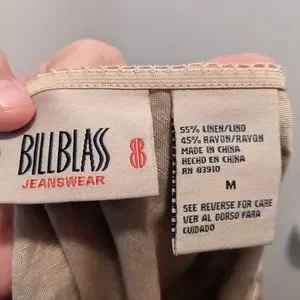 BILLBLASS
JEANSWEAR
BB
55% LINEN/LINO
45% RAYON/RAYON
MADE IN CHINA
HECHO EN CHINA
RN 83910
M
SEE REVERSE FOR CARE
VER AL DORSO PARA
CUIDADO